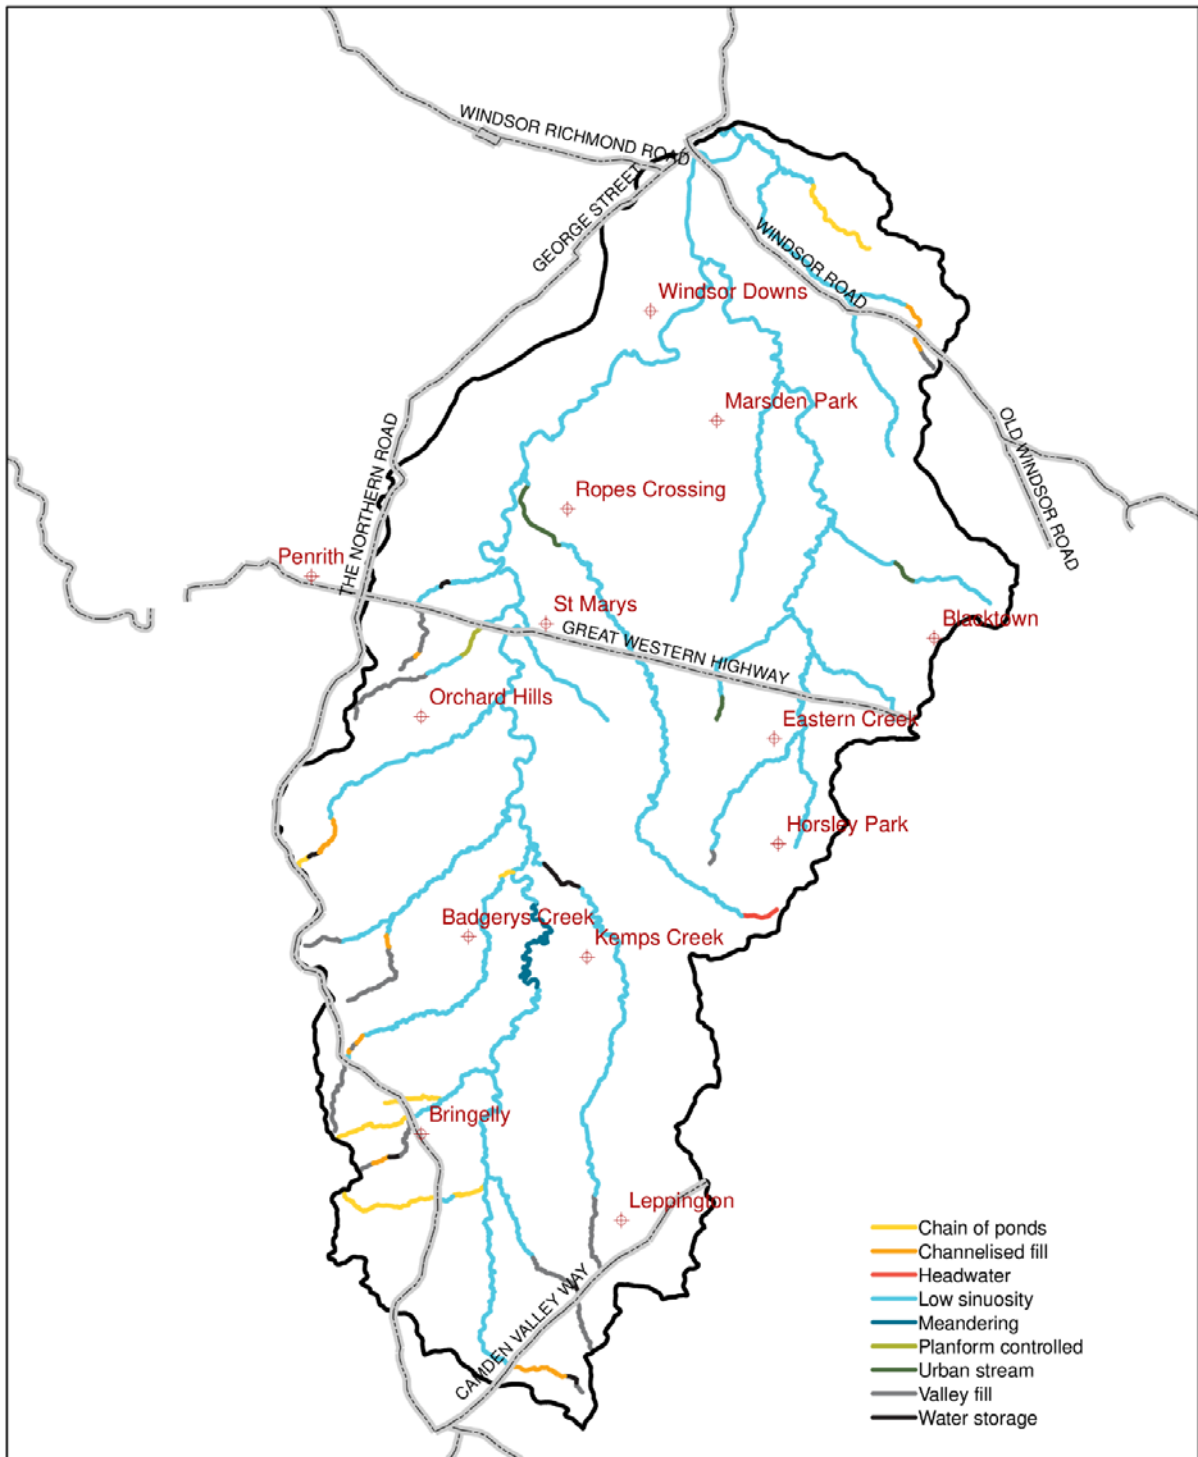 WINDSOR RICHMOND ROAD
GEORGE STREET
WINDSOR ROAD
Windsor Downs
Marsden Park
OLD WINDSOR ROAD
THE NORTHERN ROAD
Ropes Crossing
Penrith
St Marys
Blacktown
GREAT WESTERN HIGHWAY
Orchard Hills
Eastern Creek
Horsley Park
Badgerys Creek
Kemps Creek
Bringelly
Leppington
CAMDEN VALLEY WAY
Chain of ponds
Channelised fill
Headwater
Low sinuosity
Meandering
Planform controlled
Urban stream
Valley fill
Water storage